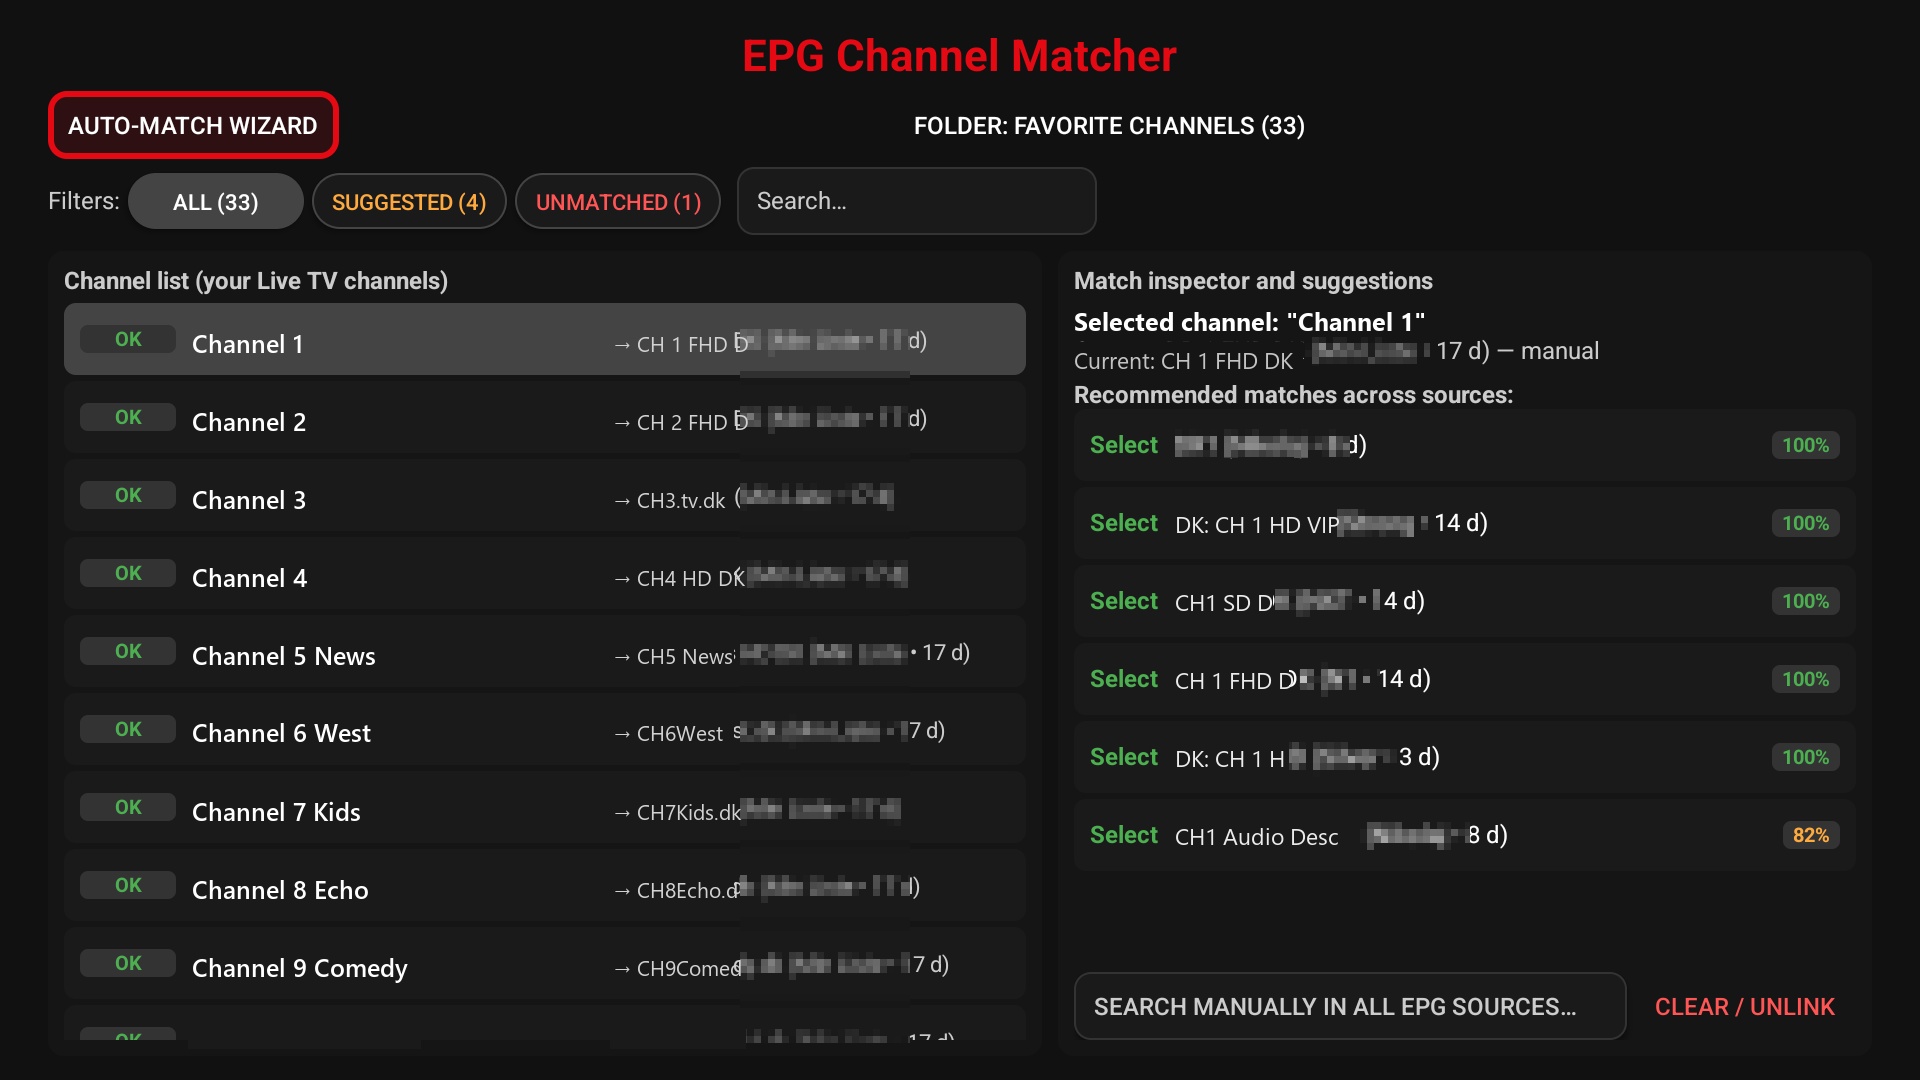 EPG Channel Matcher
AUTO-MATCH WIZARD
FOLDER: FAVORITE CHANNELS (33)
Filters:
ALL (33)
SUGGESTED (4)
UNMATCHED (1)
Search...
Channel list (your Live TV channels)
OK Channel 1 → CH 1 FHD d)
OK Channel 2 → CH 2 FHD d)
OK Channel 3 → CH3.tv.dk
OK Channel 4 → CH4 HD DK
OK Channel 5 News → CH5 News • 17 d)
OK Channel 6 West → CH6West 7 d)
OK Channel 7 Kids → CH7Kids.dk
OK Channel 8 Echo → CH8Echo.d d)
OK Channel 9 Comedy → CH9Comed 17 d)
OK 17 d)
Match inspector and suggestions
Selected channel: "Channel 1"
Current: CH 1 FHD DK 17 d) — manual
Recommended matches across sources:
Select d) 100%
Select DK: CH 1 HD VIP 14 d) 100%
Select CH1 SD 14 d) 100%
Select CH 1 FHD 14 d) 100%
Select DK: CH 1 H 3 d) 100%
Select CH1 Audio Desc 8 d) 82%
SEARCH MANUALLY IN ALL EPG SOURCES...
CLEAR / UNLINK